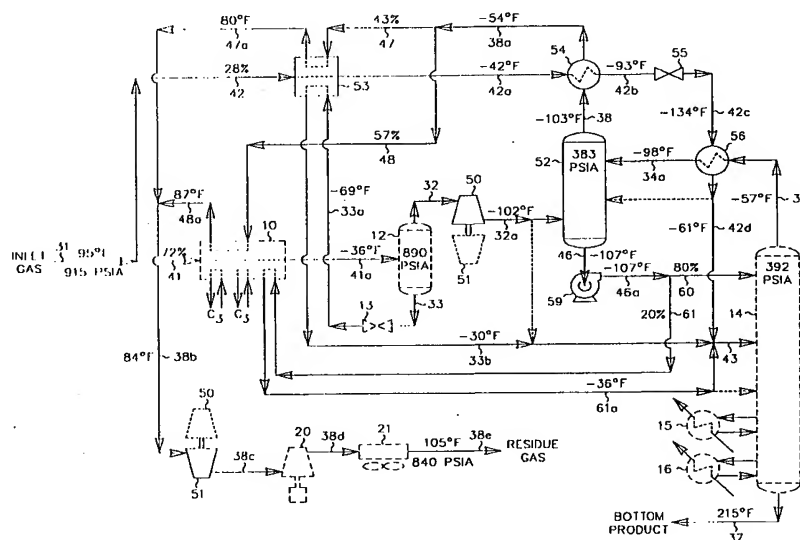 80°F
47a
43%
47
-54°F
38a
54
-93°F
42b
55
28%
42
53
-42°F
42a
-103°F
38
-134°F
42c
57%
48
52
383
PSIA
-98°F
34a
56
-57°F
87°F
48a
-69°F
33a
32
50
-102°F
32a
-61°F
42d
10
12
890
PSIA
51
INLET
GAS
31
95°F
915 PSIA
72%
41
-36°F
41a
46
-107°F
-107°F
46a
80%
60
392
PSIA
C3
C3
13
33
59
20%
61
14
84°F
38b
-30°F
33b
43
-36°F
61a
50
15
20
38d
21
105°F
38e
RESIDUE
GAS
840 PSIA
16
51
38c
BOTTOM
PRODUCT
215°F
37